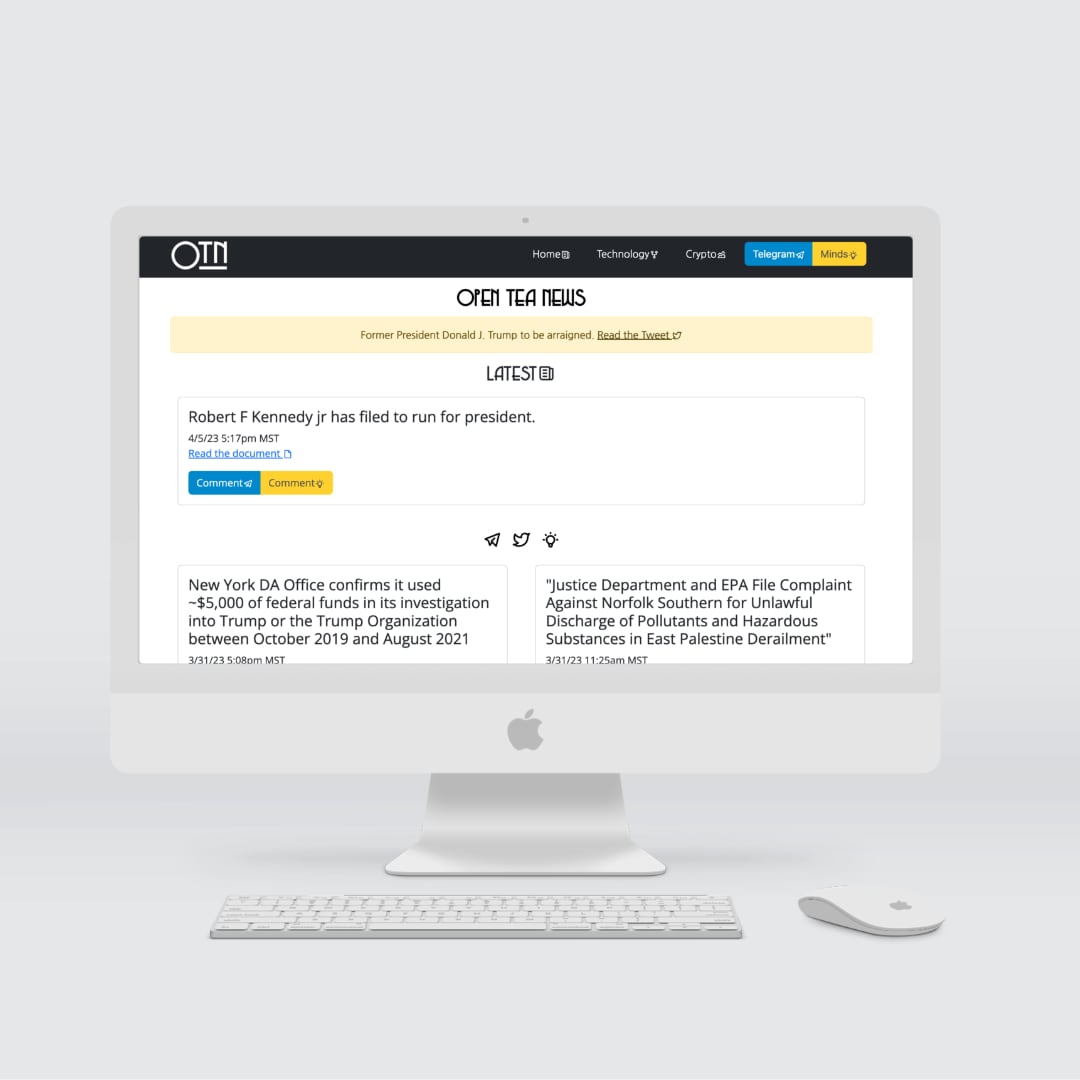 OTN
Home Technology Crypto Telegram Minds
OPEN TEA NEWS
Former President Donald J. Trump to be arraigned. Read the Tweet
LATEST
Robert F Kennedy jr has filed to run for president.
4/5/23 5:17pm MST
Read the document
Comment Comment
New York DA Office confirms it used
~$5,000 of federal funds in its investigation
into Trump or the Trump Organization
between October 2019 and August 2021
3/31/23 5:08pm MST
"Justice Department and EPA File Complaint
Against Norfolk Southern for Unlawful
Discharge of Pollutants and Hazardous
Substances in East Palestine Derailment"
3/31/23 11:25am MST